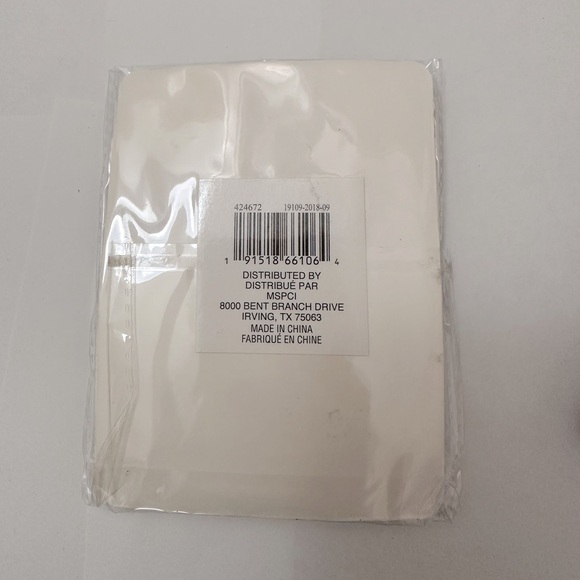 424672 19109-2018-09
1 91518 66106 4
DISTRIBUTED BY
DISTRIBUÉ PAR
MSPCI
8000 BENT BRANCH DRIVE
IRVING, TX 75063
MADE IN CHINA
FABRIQUÉ EN CHINE